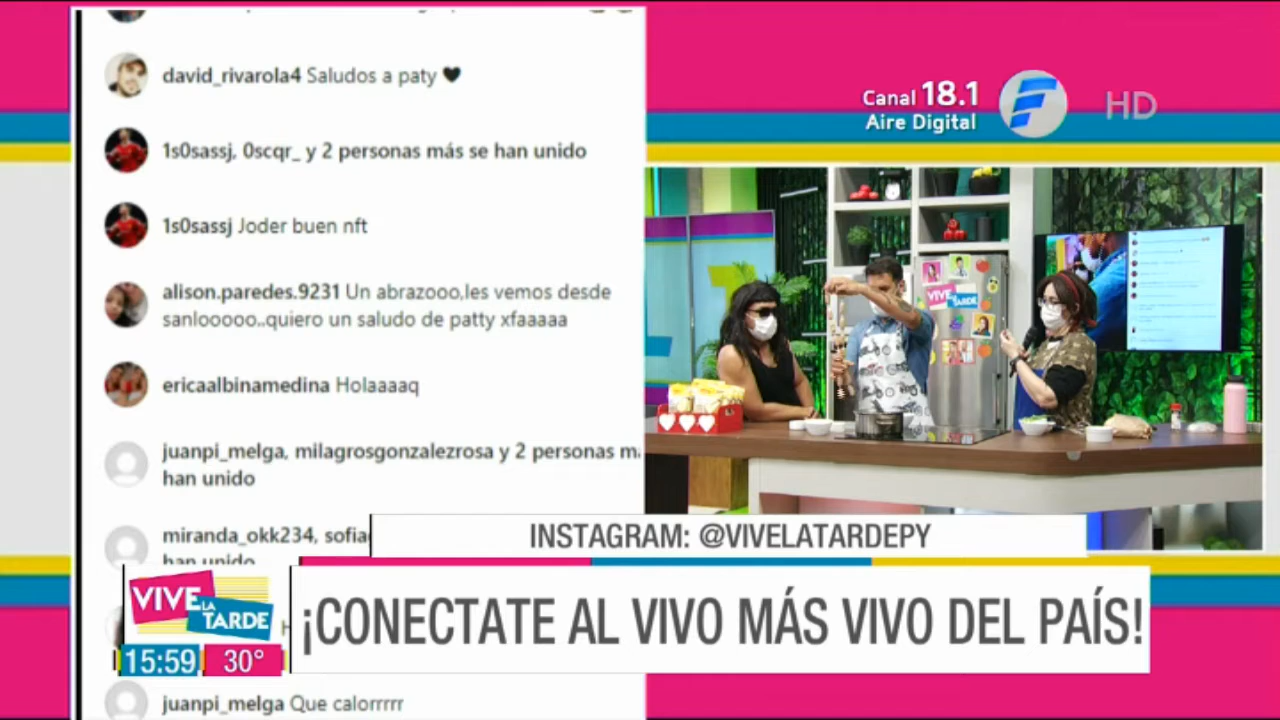 david_rivarola4 Saludos a paty 🖤
1s0sassj, 0scqr_ y 2 personas más se han unido
1s0sassj Joder buen nft
alison.paredes.9231 Un abrazooo,les vemos desde
sanlooooo..quiero un saludo de patty xfaaaaa
ericaalbinamedina Holaaaaq
juanpi_melga, milagrosgonzalezrosa y 2 personas m
han unido
miranda_okk234, sofia
han unido
juanpi_melga Que calorrrrr
Canal 18.1
Aire Digital
HD
VIVE
LA
TARDE
INSTAGRAM: @VIVELATARDEPY
VIVE
LA
TARDE
¡CONECTATE AL VIVO MÁS VIVO DEL PAÍS!
15:59 30°